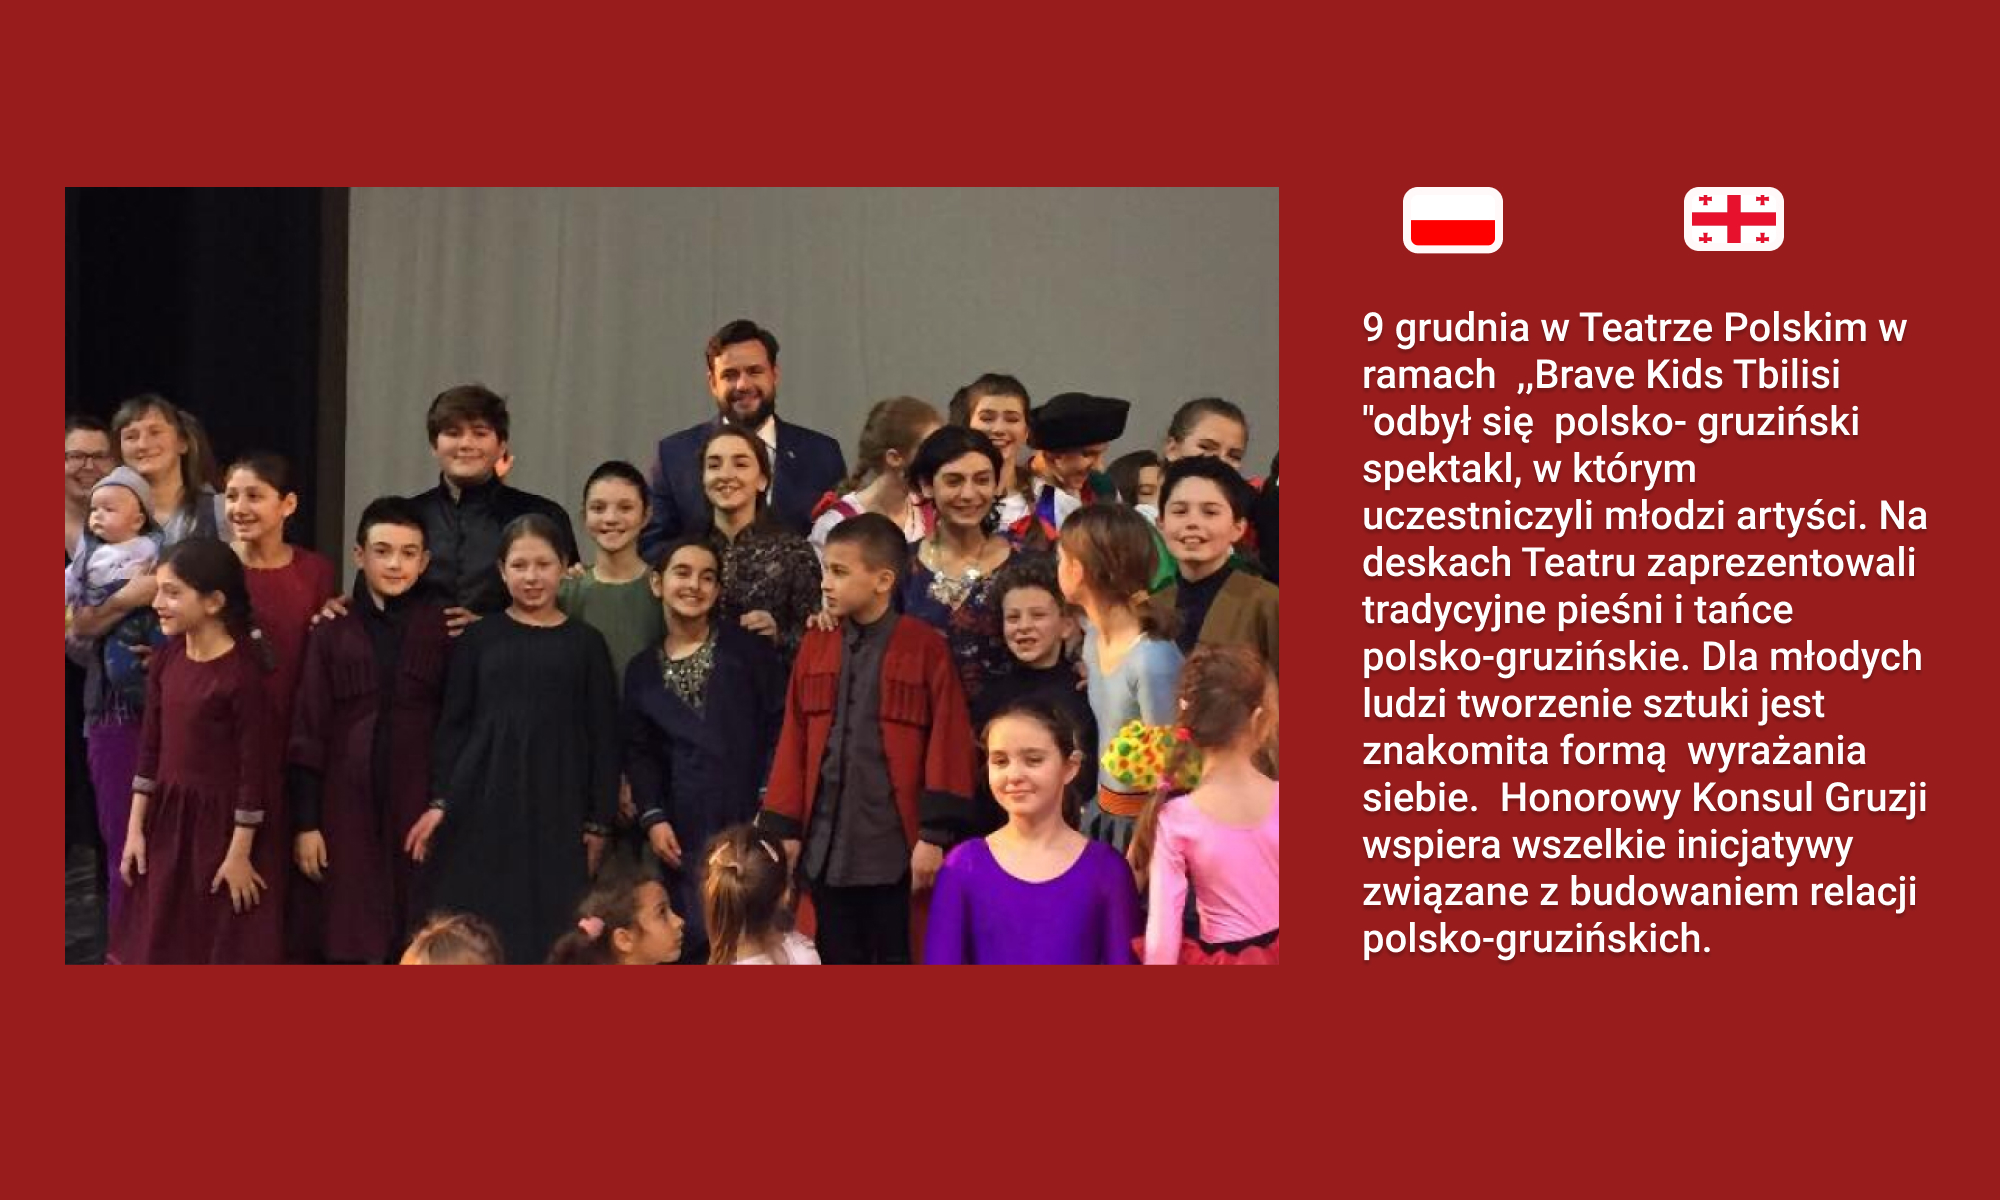 9 grudnia w Teatrze Polskim w
ramach  ,,Brave Kids Tbilisi
"odbył się  polsko- gruziński
spektakl, w którym
uczestniczyli młodzi artyści. Na
deskach Teatru zaprezentowali
tradycyjne pieśni i tańce
polsko-gruzińskie. Dla młodych
ludzi tworzenie sztuki jest
znakomita formą  wyrażania
siebie.  Honorowy Konsul Gruzji
wspiera wszelkie inicjatywy
związane z budowaniem relacji
polsko-gruzińskich.